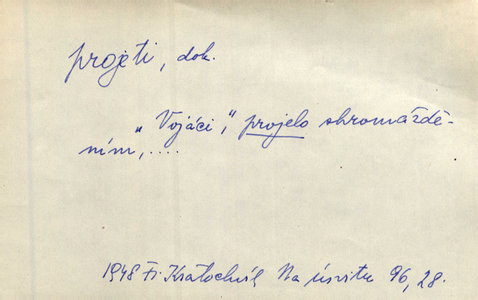 projeti, dok.
„Vojáci," projelo shromáždě-
ním,....
1948 Fr. Kratochvíl Na úsvitu 96, 28.